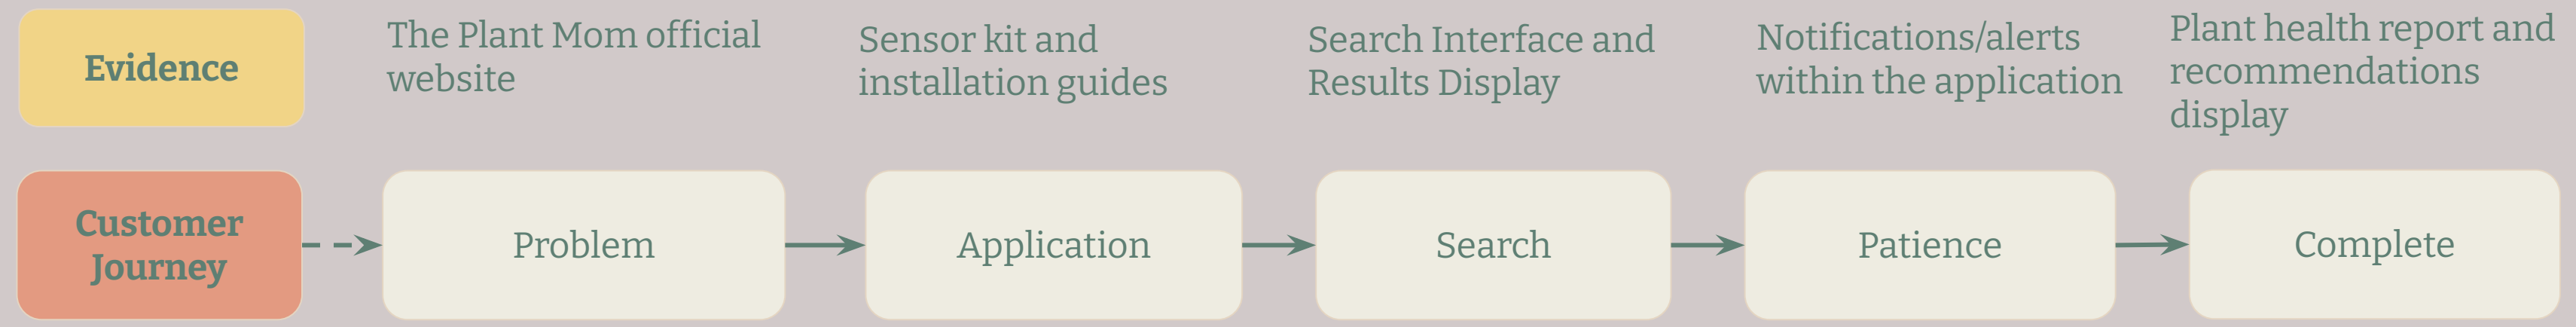 Evidence
The Plant Mom official
website
Sensor kit and
installation guides
Search Interface and
Results Display
Notifications/alerts
within the application
Plant health report and
recommendations
display
Customer
Journey
Problem
Application
Search
Patience
Complete